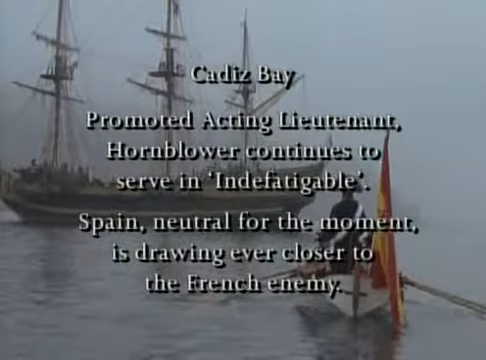 Cadiz Bay
Promoted Acting Lieutenant,
Hornblower continues to
serve in 'Indefatigable'.
Spain, neutral for the moment,
is drawing ever closer to
the French enemy.